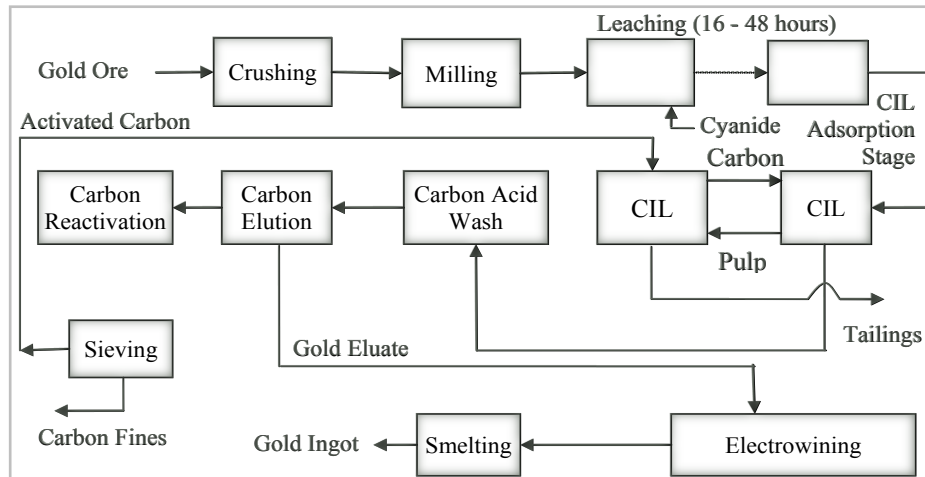 Leaching (16 - 48 hours)
Gold Ore
Crushing
Milling
Cyanide
CIL
Adsorption
Stage
Activated Carbon
Carbon
Carbon
Reactivation
Carbon
Elution
Carbon Acid
Wash
CIL
CIL
Pulp
Tailings
Sieving
Gold Eluate
Carbon Fines
Gold Ingot
Smelting
Electrowining